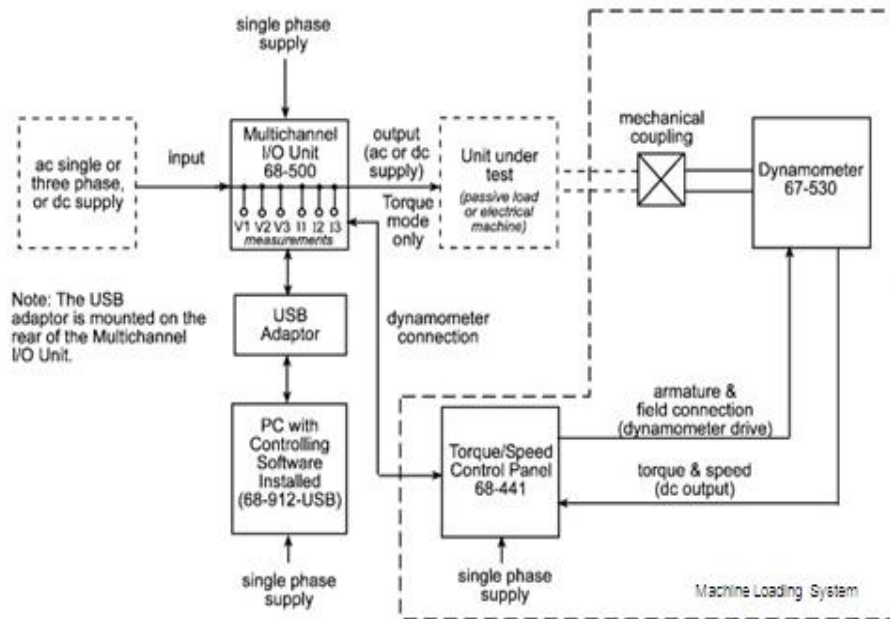 single phase
supply
ac single or
three phase,
or dc supply
input
Multichannel
I/O Unit
68-500
V1 V2 V3 I1 I2 I3
measurements
output
(ac or dc
supply)
Torque
mode
only
Unit under
test
(passive load
or electrical
machine)
mechanical
coupling
Dynamometer
67-530
Note: The USB
adaptor is mounted on the
rear of the Multichannel
I/O Unit.
USB
Adaptor
dynamometer
connection
PC with
Controlling
Software
Installed
(68-912-USB)
single phase
supply
Torque/Speed
Control Panel
68-441
single phase
supply
armature &
field connection
(dynamometer drive)
torque & speed
(dc output)
Machine Loading System